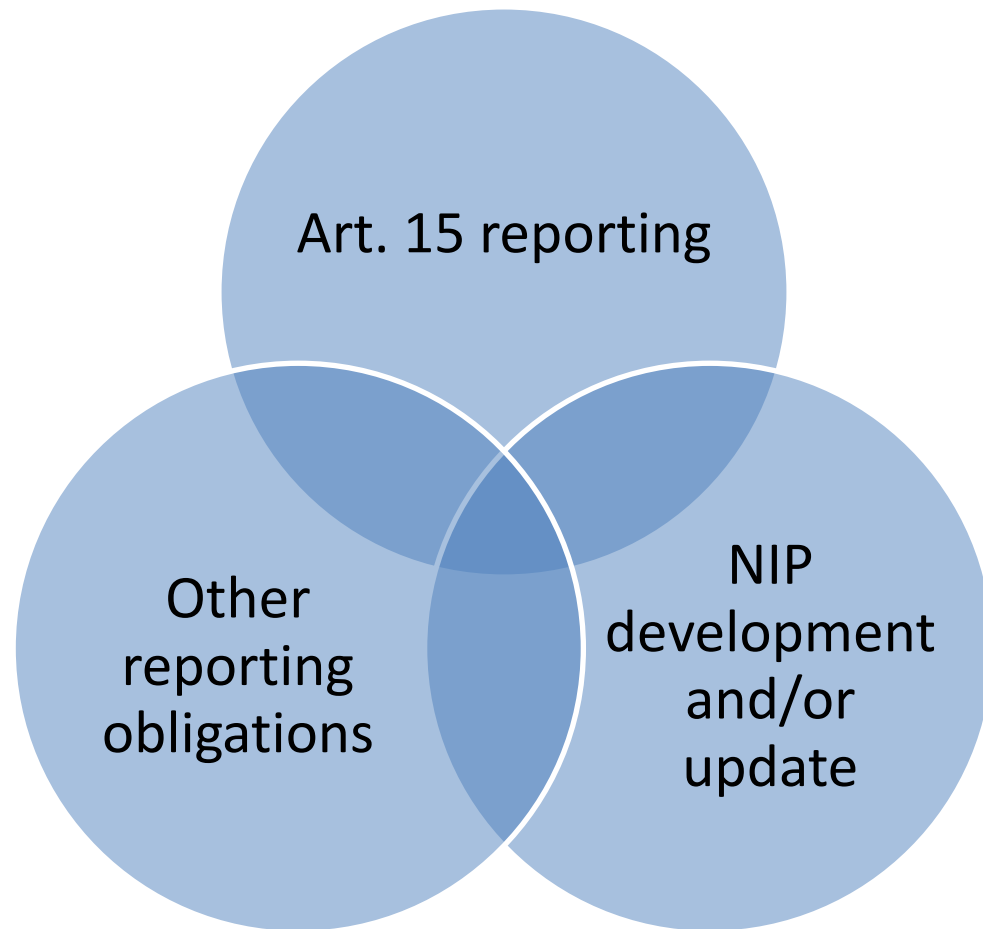 Art. 15 reporting
Other
reporting
obligations
NIP
development
and/or
update